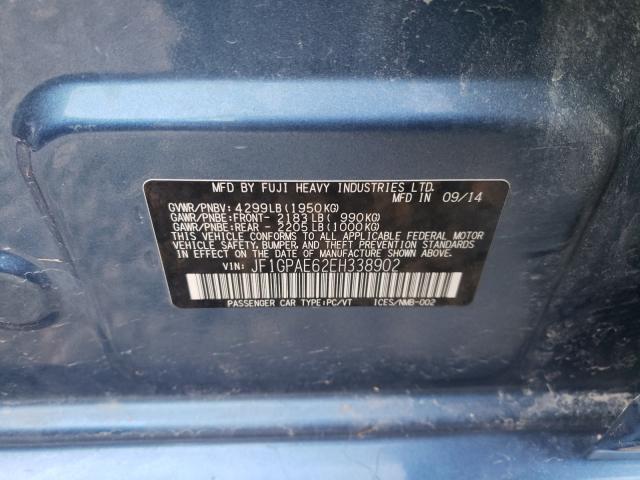 MFD BY FUJI HEAVY INDUSTRIES LTD.
MFD IN 09/14
GVWR/PNBV: 4299LB(1950KG)
GAWR/PNBE:FRONT- 2183LB( 990KG)
GAWR/PNBE:REAR - 2205LB(1000KG)
THIS VEHICLE CONFORMS TO ALL APPLICABLE FEDERAL MOTOR
VEHICLE SAFETY, BUMPER, AND THEFT PREVENTION STANDARDS
IN EFFECT ON THE DATE OF MANUFACTURE SHOWN ABOVE.
VIN: JF1GPAE62EH338902
PASSENGER CAR TYPE:PC/VT ICES/NMB-002